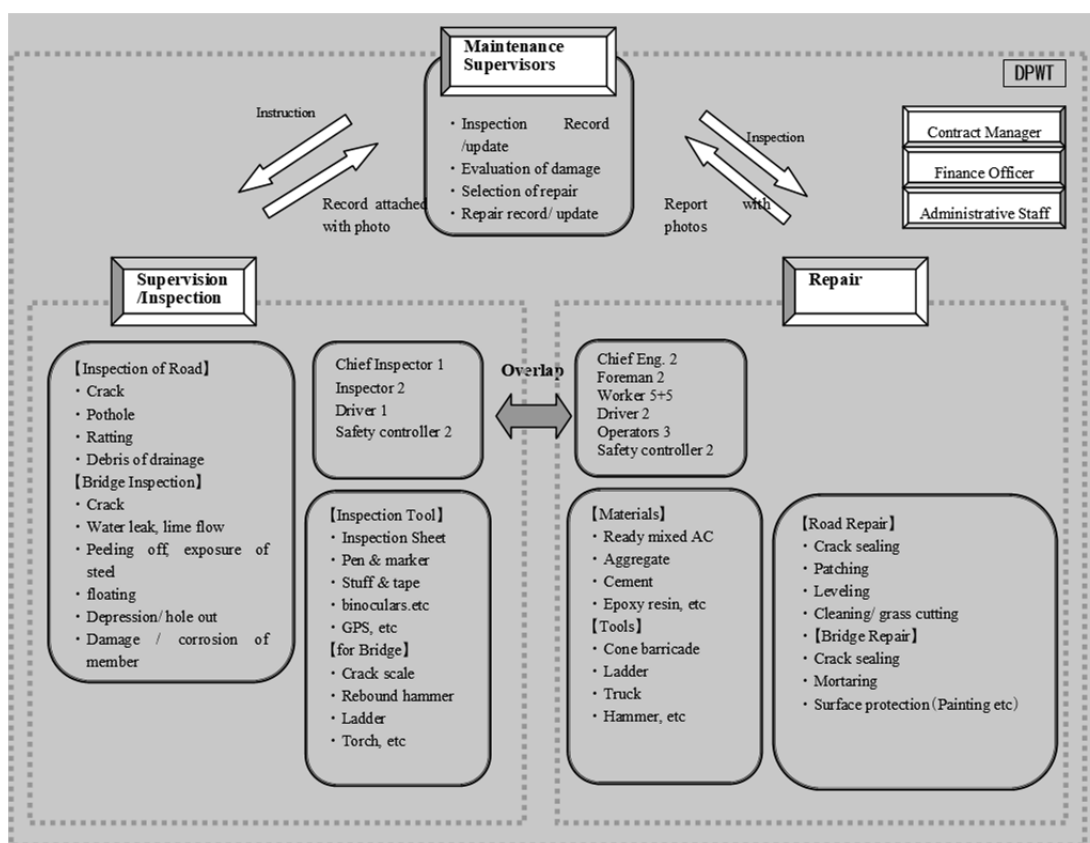 Maintenance
Supervisors
DPWT
・Inspection Record
/update
・Evaluation of damage
・Selection of repair
・Repair record/ update
Instruction
Record attached
with photo
Inspection
Report with
photos
Contract Manager
Finance Officer
Administrative Staff
Supervision
/Inspection
【Inspection of Road】
・Crack
・Pothole
・Ratting
・Debris of drainage
【Bridge Inspection】
・Crack
・Water leak, lime flow
・Peeling off, exposure of
steel
・floating
・Depression/ hole out
・Damage / corrosion of
member
Chief Inspector 1
Inspector 2
Driver 1
Safety controller 2
【Inspection Tool】
・Inspection Sheet
・Pen & marker
・Stuff & tape
・binoculars.etc
・GPS, etc
【for Bridge】
・Crack scale
・Rebound hammer
・Ladder
・Torch, etc
Overlap
Repair
Chief Eng. 2
Foreman 2
Worker 5+5
Driver 2
Operators 3
Safety controller 2
【Materials】
・Ready mixed AC
・Aggregate
・Cement
・Epoxy resin, etc
【Tools】
・Cone barricade
・Ladder
・Truck
・Hammer, etc
【Road Repair】
・Crack sealing
・Patching
・Leveling
・Cleaning/ grass cutting
・【Bridge Repair】
・Crack sealing
・Mortaring
・Surface protection（Painting etc）